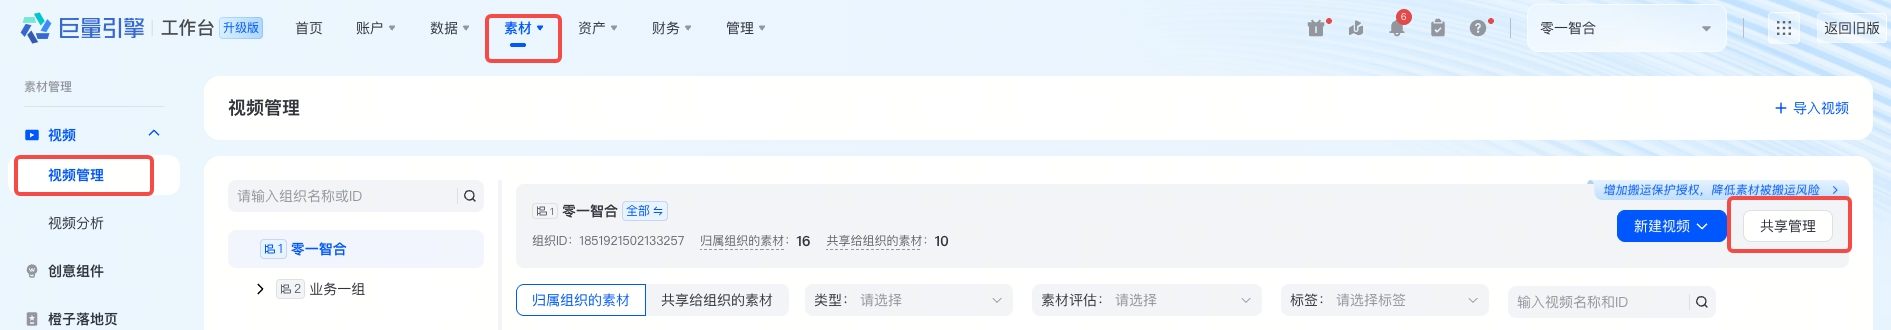 巨量引擎 工作台 升级版 首页 账户 数据 素材 资产 财务 管理 6 零一智合 返回旧版
素材管理
视频
视频管理
视频分析
创意组件
橙子落地页
视频管理 + 导入视频
请输入组织名称或ID
1 零一智合
2 业务一组
增加搬运保护授权，降低素材被搬运风险
1 零一智合 全部
新建视频 共享管理
组织ID：1851921502133257 归属组织的素材：16 共享给组织的素材：10
归属组织的素材 共享给组织的素材 类型： 请选择 素材评估： 请选择 标签： 请选择标签 输入视频名称和ID